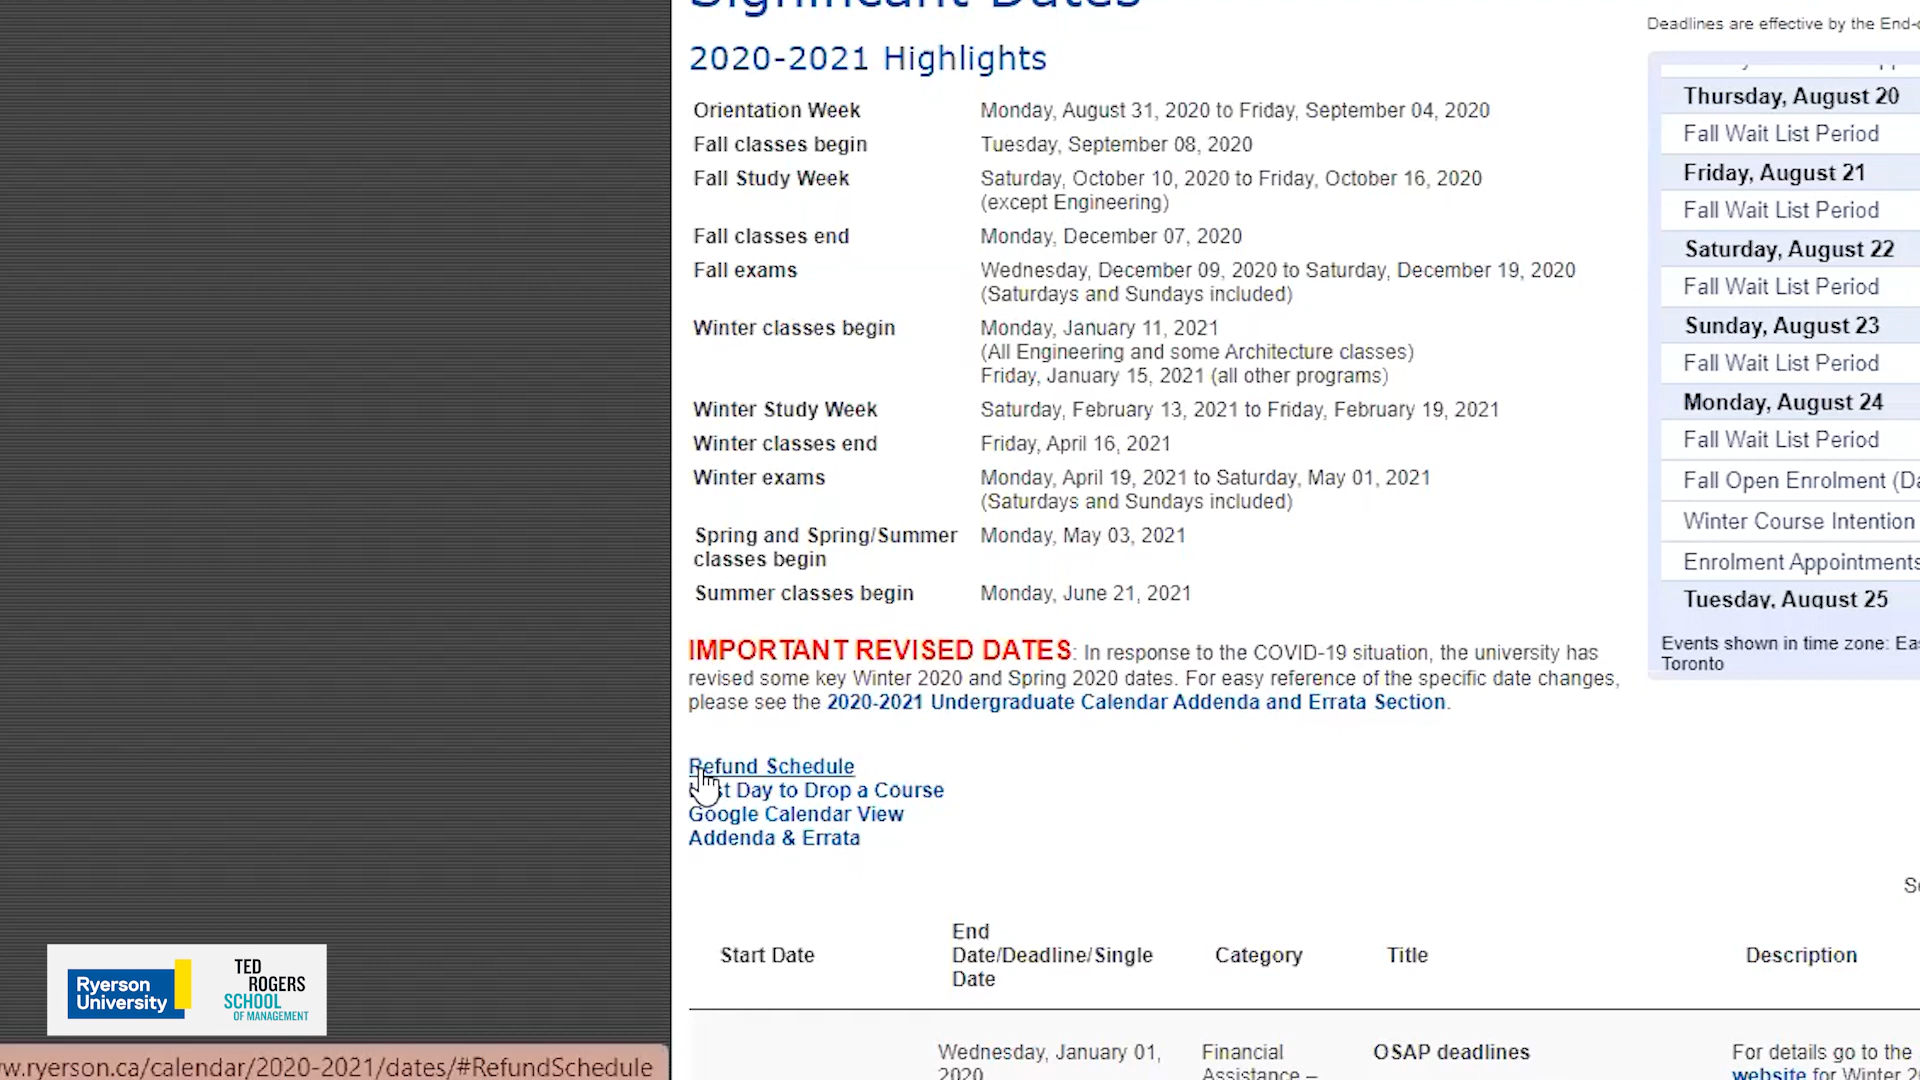 Significant Dates
2020-2021 Highlights
Orientation Week Monday, August 31, 2020 to Friday, September 04, 2020
Fall classes begin Tuesday, September 08, 2020
Fall Study Week Saturday, October 10, 2020 to Friday, October 16, 2020
(except Engineering)
Fall classes end Monday, December 07, 2020
Fall exams Wednesday, December 09, 2020 to Saturday, December 19, 2020
(Saturdays and Sundays included)
Winter classes begin Monday, January 11, 2021
(All Engineering and some Architecture classes)
Friday, January 15, 2021 (all other programs)
Winter Study Week Saturday, February 13, 2021 to Friday, February 19, 2021
Winter classes end Friday, April 16, 2021
Winter exams Monday, April 19, 2021 to Saturday, May 01, 2021
(Saturdays and Sundays included)
Spring and Spring/Summer Monday, May 03, 2021
classes begin
Summer classes begin Monday, June 21, 2021
IMPORTANT REVISED DATES: In response to the COVID-19 situation, the university has
revised some key Winter 2020 and Spring 2020 dates. For easy reference of the specific date changes,
please see the 2020-2021 Undergraduate Calendar Addenda and Errata Section.
Refund Schedule
Day to Drop a Course
Google Calendar View
Addenda & Errata
Deadlines are effective by the
Thursday, August 20
Fall Wait List Period
Friday, August 21
Fall Wait List Period
Saturday, August 22
Fall Wait List Period
Sunday, August 23
Fall Wait List Period
Monday, August 24
Fall Wait List Period
Fall Open Enrolment
Winter Course Intention
Enrolment Appointments
Tuesday, August 25
Events shown in time zone:
Toronto
End
Start Date Date/Deadline/Single Category Title Description
Date
Wednesday, January 01, Financial OSAP deadlines For details go to the
2020 Assistance – website for Winter
Ryerson
University
TED
ROGERS
SCHOOL
OF MANAGEMENT
w.ryerson.ca/calendar/2020-2021/dates/#RefundSchedule